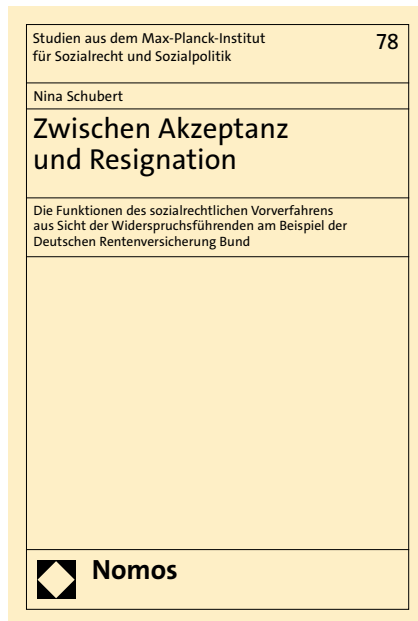 Studien aus dem Max-Planck-Institut
für Sozialrecht und Sozialpolitik
78
Nina Schubert
Zwischen Akzeptanz
und Resignation
Die Funktionen des sozialrechtlichen Vorverfahrens
aus Sicht der Widerspruchsführenden am Beispiel der
Deutschen Rentenversicherung Bund
Nomos